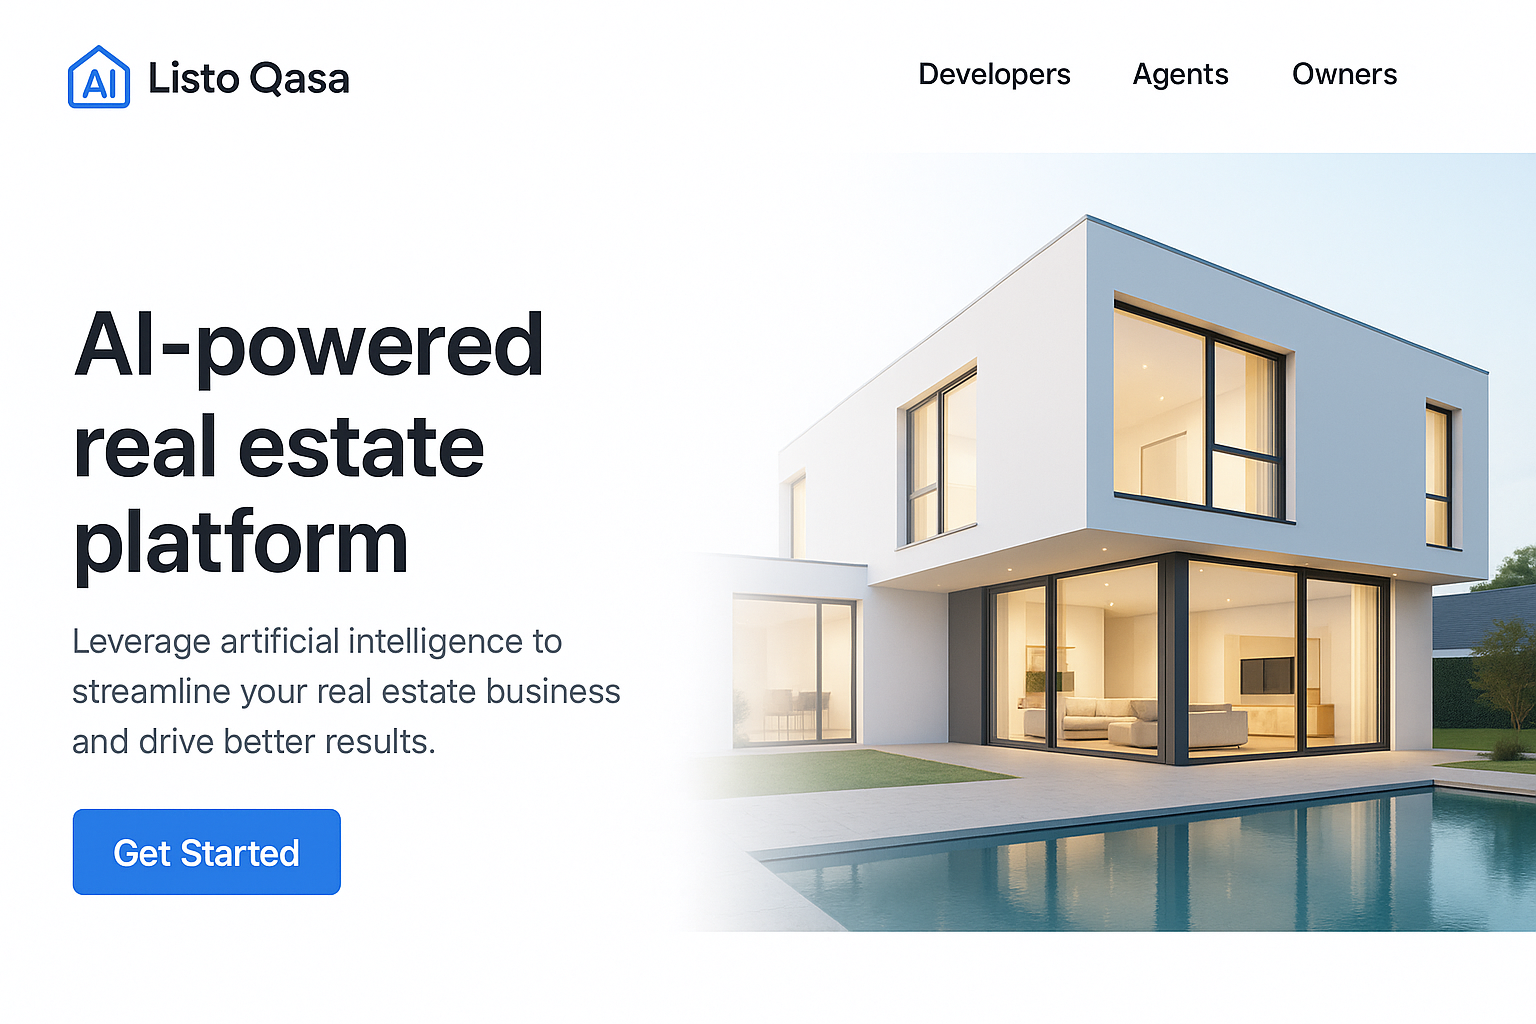 AI Listo Qasa
Developers Agents Owners
AI-powered
real estate
platform
Leverage artificial intelligence to
streamline your real estate business
and drive better results.
Get Started